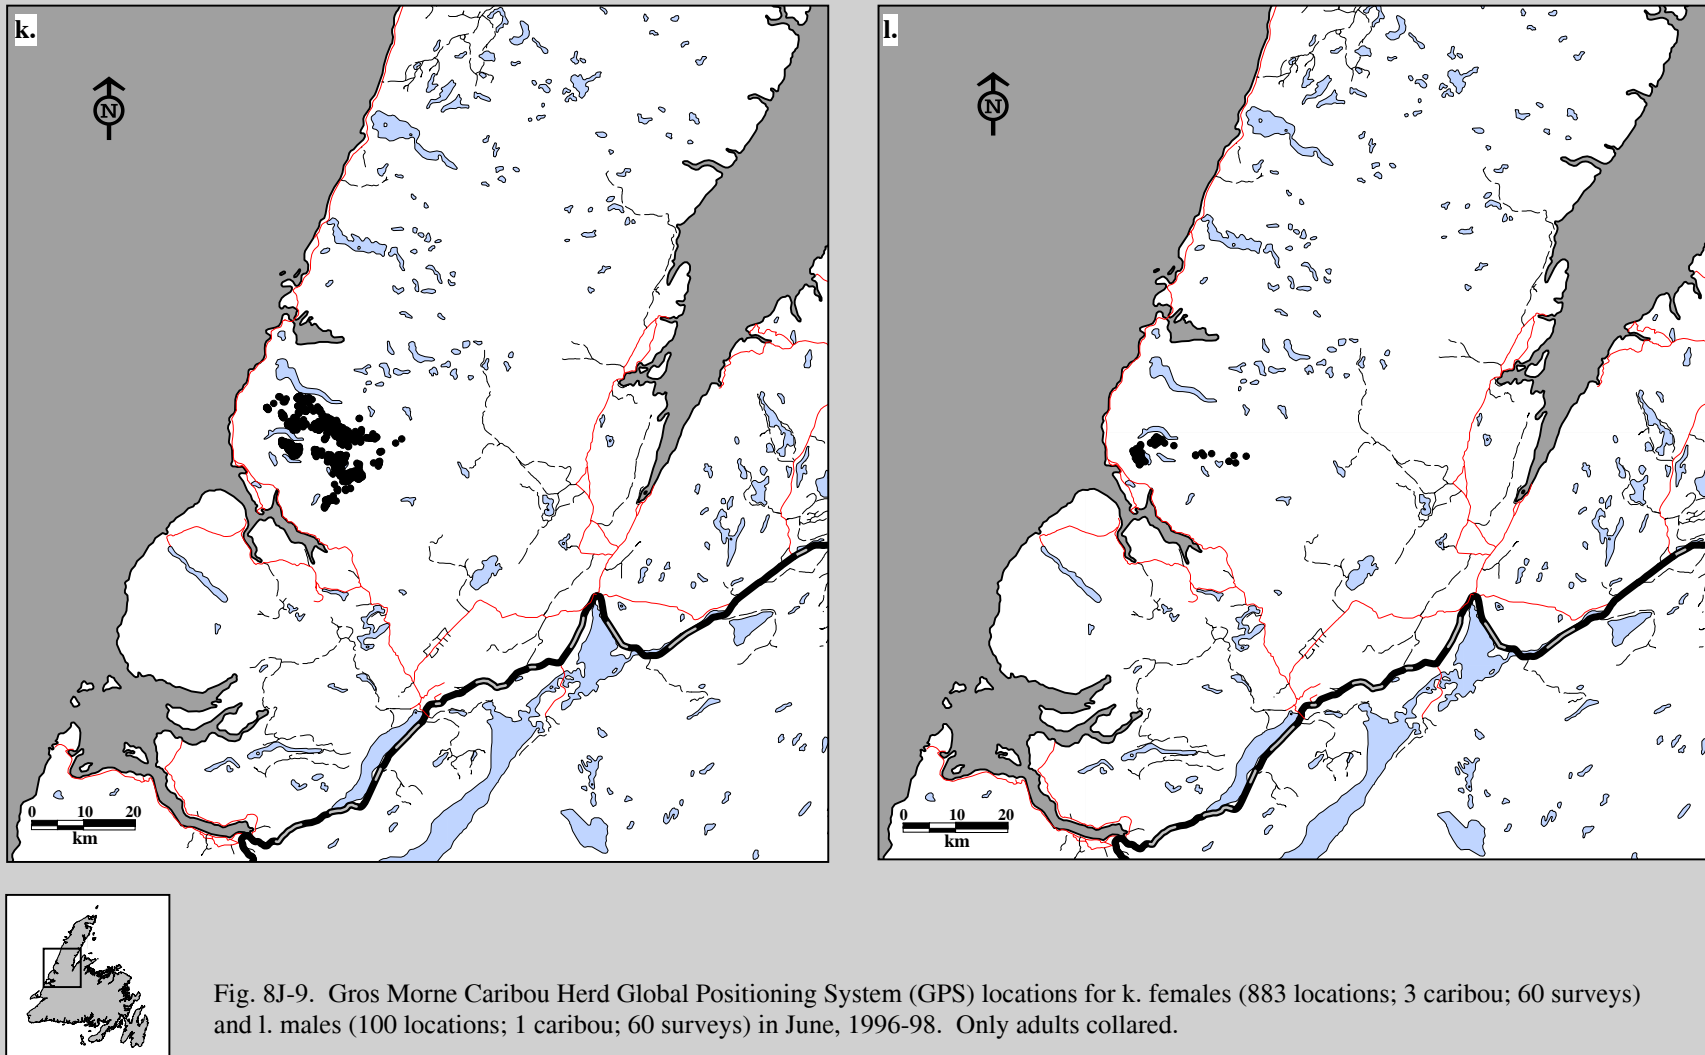 k.
N
0 10 20
km
l.
N
0 10 20
km
Fig. 8J-9. Gros Morne Caribou Herd Global Positioning System (GPS) locations for k. females (883 locations; 3 caribou; 60 surveys)
and l. males (100 locations; 1 caribou; 60 surveys) in June, 1996-98. Only adults collared.